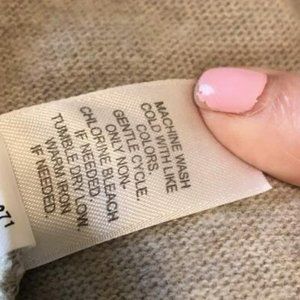 MACHINE WASH
COLD WITH LIKE
COLORS.
GENTLE CYCLE.
ONLY NON-
CHLORINE BLEACH
IF NEEDED.
TUMBLE DRY LOW.
WARM IRON
IF NEEDED.
971